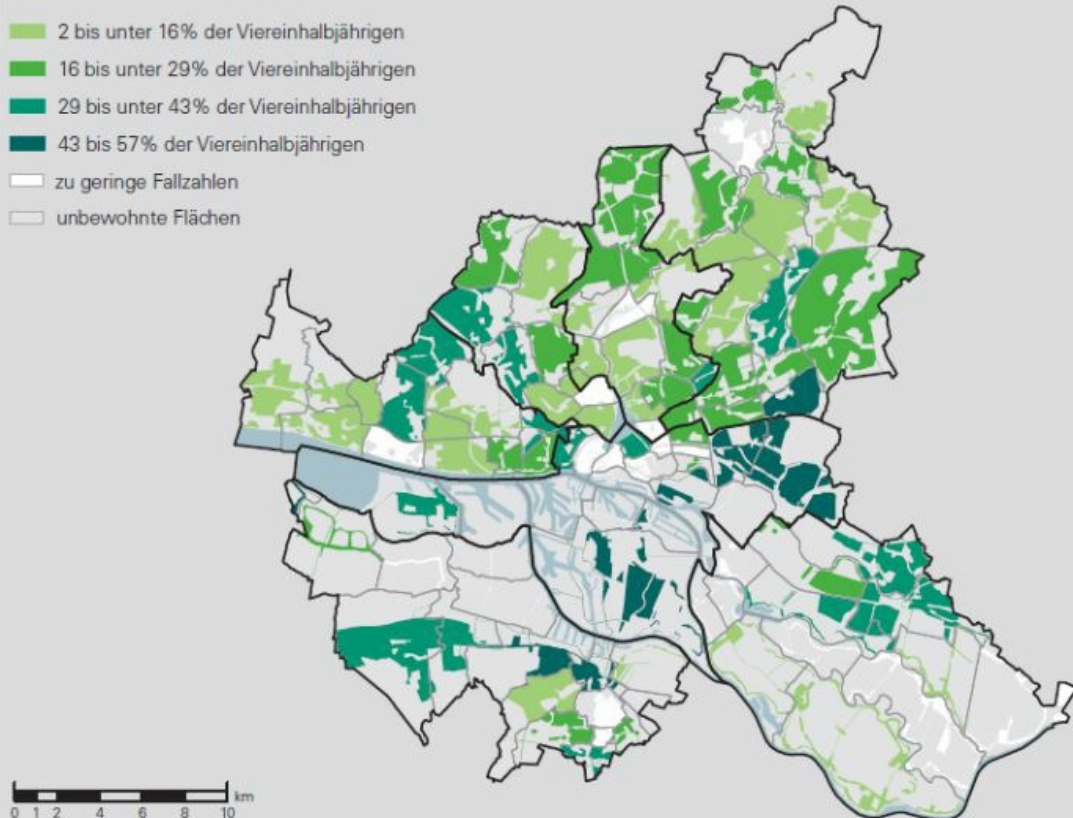 2 bis unter 16% der Viereinhalbjährigen
16 bis unter 29% der Viereinhalbjährigen
29 bis unter 43% der Viereinhalbjährigen
43 bis 57% der Viereinhalbjährigen
zu geringe Fallzahlen
unbewohnte Flächen
km
0 1 2 4 6 8 10